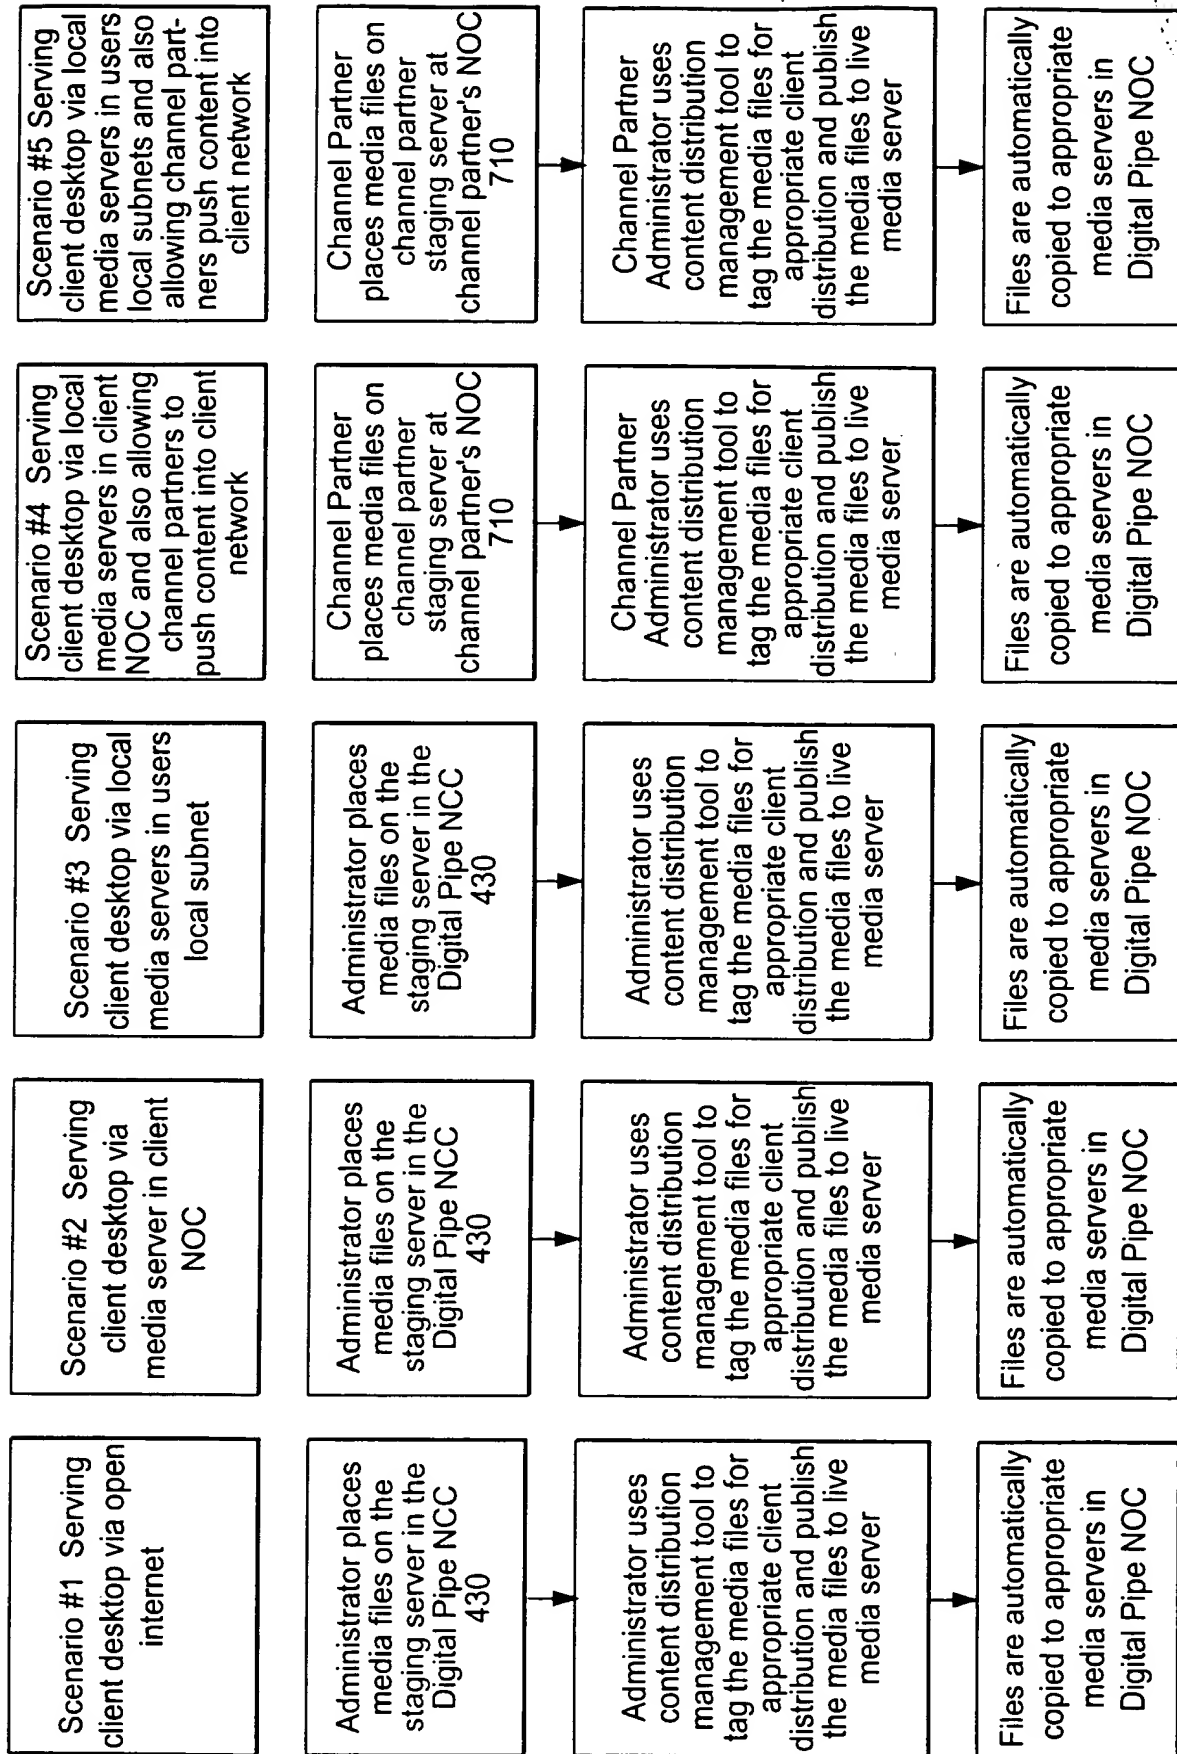 Scenario #1 Serving
client desktop via open
internet
Administrator places
media files on the
staging server in the
Digital Pipe NCC
430
Administrator uses
content distribution
management tool to
tag the media files for
appropriate client
distribution and publish
the media files to live
media server
Files are automatically
copied to appropriate
media servers in
Digital Pipe NOC
Scenario #2 Serving
client desktop via
media server in client
NOC
Administrator places
media files on the
staging server in the
Digital Pipe NCC
430
Administrator uses
content distribution
management tool to
tag the media files for
appropriate client
distribution and publish
the media files to live
media server
Files are automatically
copied to appropriate
media servers in
Digital Pipe NOC
Scenario #3 Serving
client desktop via local
media servers in users
local subnet
Administrator places
media files on the
staging server in the
Digital Pipe NCC
430
Administrator uses
content distribution
management tool to
tag the media files for
appropriate client
distribution and publish
the media files to live
media server
Files are automatically
copied to appropriate
media servers in
Digital Pipe NOC
Scenario #4 Serving
client desktop via local
media servers in client
NOC and also allowing
channel partners to
push content into client
network
Channel Partner
places media files on
channel partner
staging server at
channel partner's NOC
710
Channel Partner
Administrator uses
content distribution
management tool to
tag the media files for
appropriate client
distribution and publish
the media files to live
media server
Files are automatically
copied to appropriate
media servers in
Digital Pipe NOC
Scenario #5 Serving
client desktop via local
media servers in users
local subnets and also
allowing channel part-
ners push content into
client network
Channel Partner
places media files on
channel partner
staging server at
channel partner's NOC
710
Channel Partner
Administrator uses
content distribution
management tool to
tag the media files for
appropriate client
distribution and publish
the media files to live
media server
Files are automatically
copied to appropriate
media servers in
Digital Pipe NOC